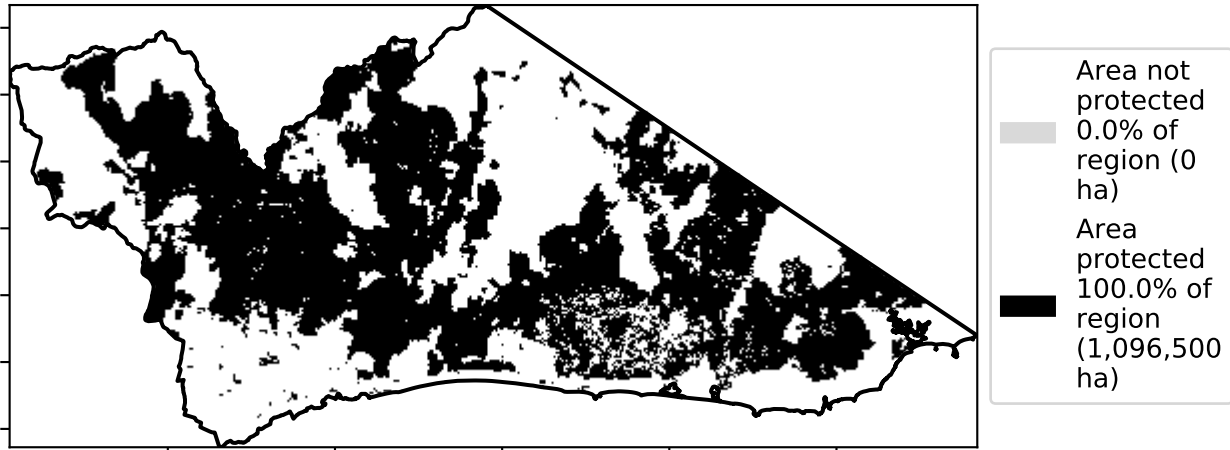 Area not
protected
0.0% of
region (0
ha)
Area
protected
100.0% of
region
(1,096,500
ha)